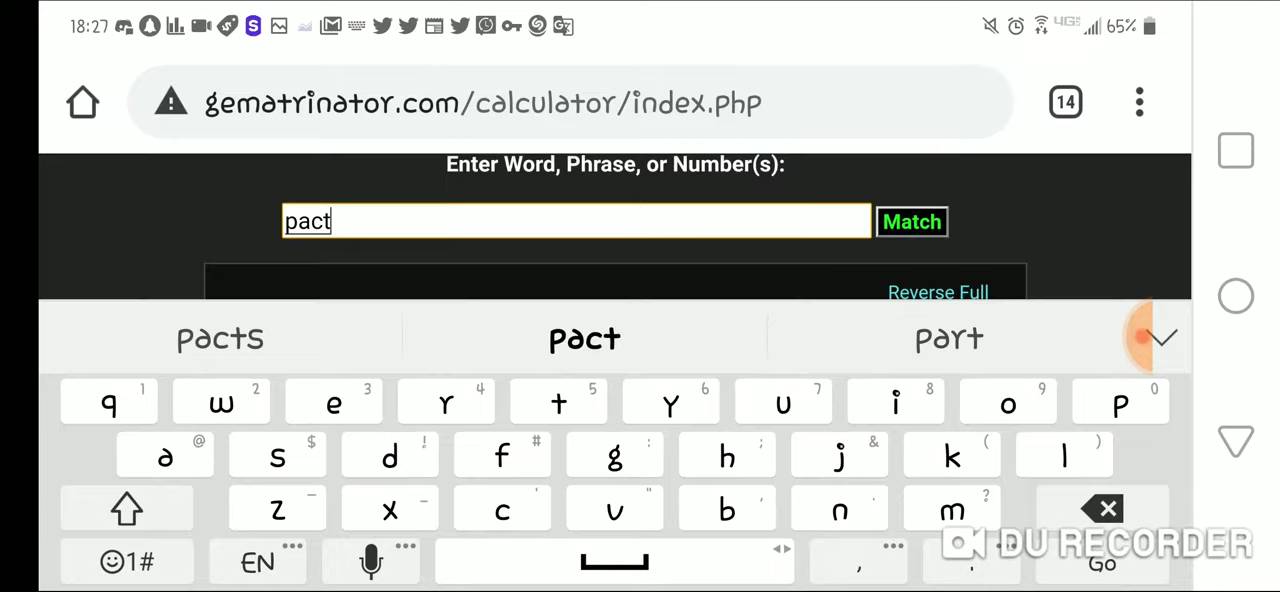 18:27 4G 65%
gematrinator.com/calculator/index.php 14
Enter Word, Phrase, or Number(s):
pact Match
Reverse Full
pacts pact part
q 1 w 2 e 3 r 4 t 5 y 6 u 7 i 8 o 9 p 0
a @ s $ d ! f # g : h ; j & k ( l )
z – x - c ' v " b , n . m ?
DU RECORDER
☺1# EN , . Go